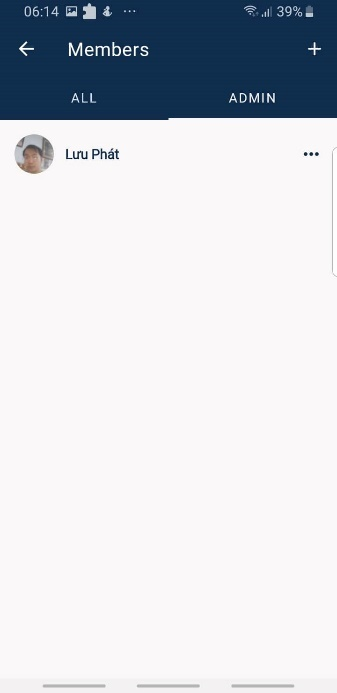 06:14 ... 39%
Members
ALL ADMIN
Lưu Phát